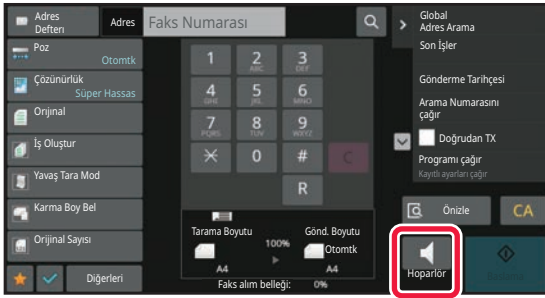 Adres
Defteri
Adres
Faks Numarası
Poz
Otomtk
Çözünürlük
Süper Hassas
Orijinal
İş Oluştur
Yavaş Tara Mod
Karma Boy Bel
Orijinal Sayısı
Diğerleri
1
2
ABC
3
DEF
4
GHI
5
JKL
6
MNO
7
PQRS
8
TUV
9
WXYZ
0
#
C
R
Tarama Boyutu
Gönd. Boyutu
100%
Otomtk
A4
A4
Faks alım belleği: 0%
Global
Adres Arama
Son İşler
Gönderme Tarihçesi
Arama Numarasını
çağır
Doğrudan TX
Programı çağır
Kayıtlı ayarları çağır
Önizle
CA
Hoparlör